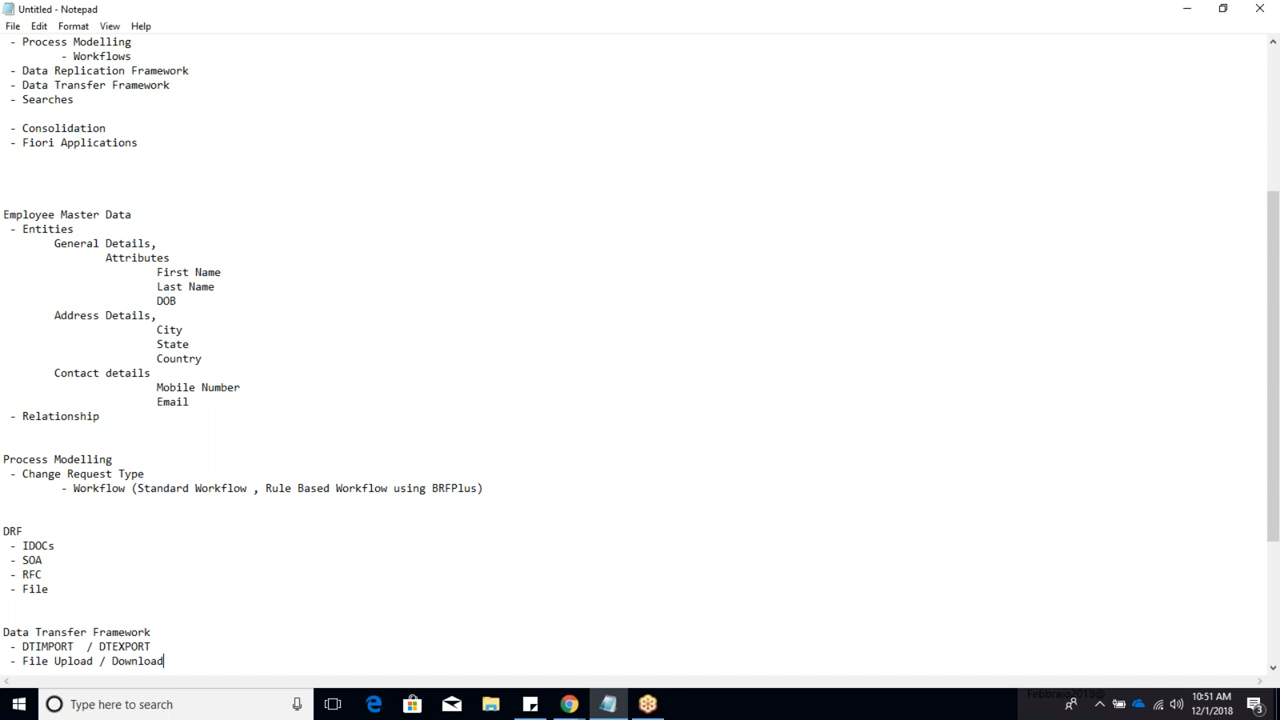 Untitled - Notepad
File Edit Format View Help
- Process Modelling
- Workflows
- Data Replication Framework
- Data Transfer Framework
- Searches
- Consolidation
- Fiori Applications
Employee Master Data
- Entities
General Details,
Attributes
First Name
Last Name
DOB
Address Details,
City
State
Country
Contact details
Mobile Number
Email
- Relationship
Process Modelling
- Change Request Type
- Workflow (Standard Workflow , Rule Based Workflow using BRFPlus)
DRF
- IDOCs
- SOA
- RFC
- File
Data Transfer Framework
- DTIMPORT / DTEXPORT
- File Upload / Download
Type here to search
10:51 AM
12/1/2018
3